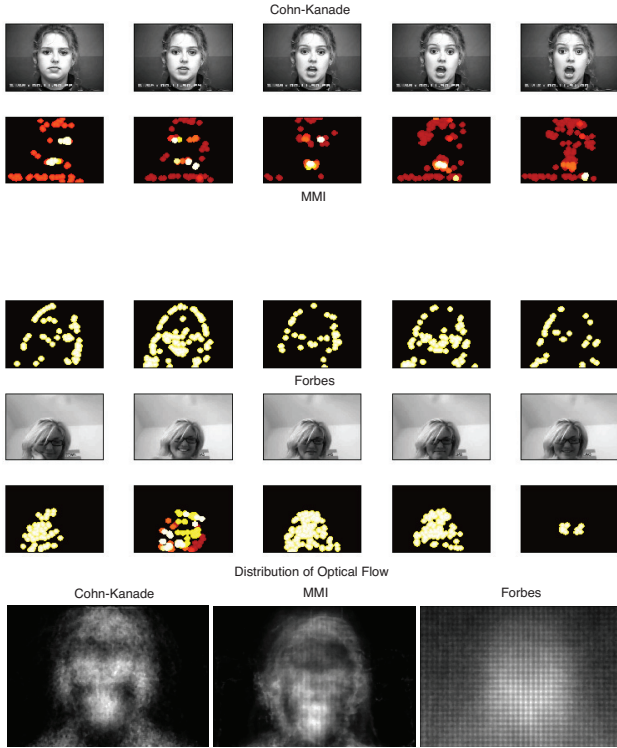 Cohn-Kanade
MMI
Forbes
Distribution of Optical Flow
Cohn-Kanade
MMI
Forbes